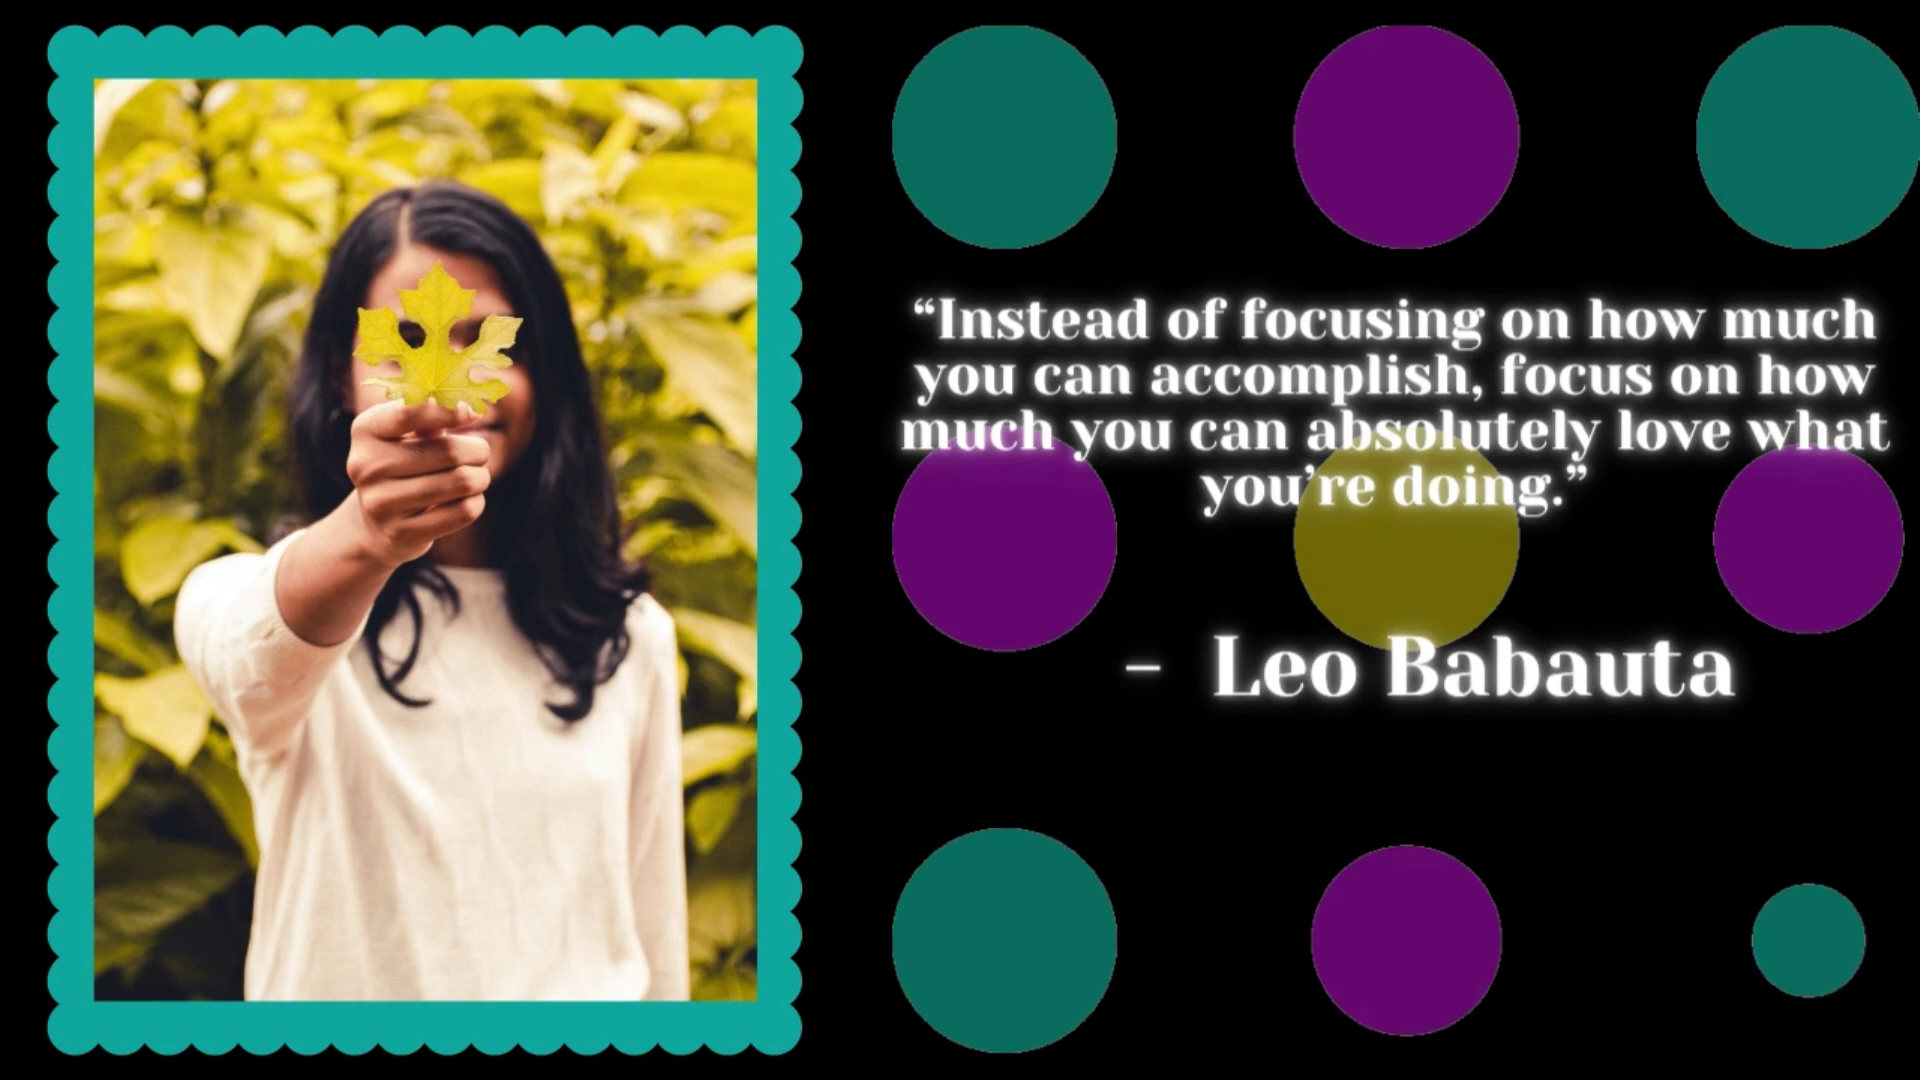 “Instead of focusing on how much
you can accomplish, focus on how
much you can absolutely love what
you’re doing.”
- Leo Babauta